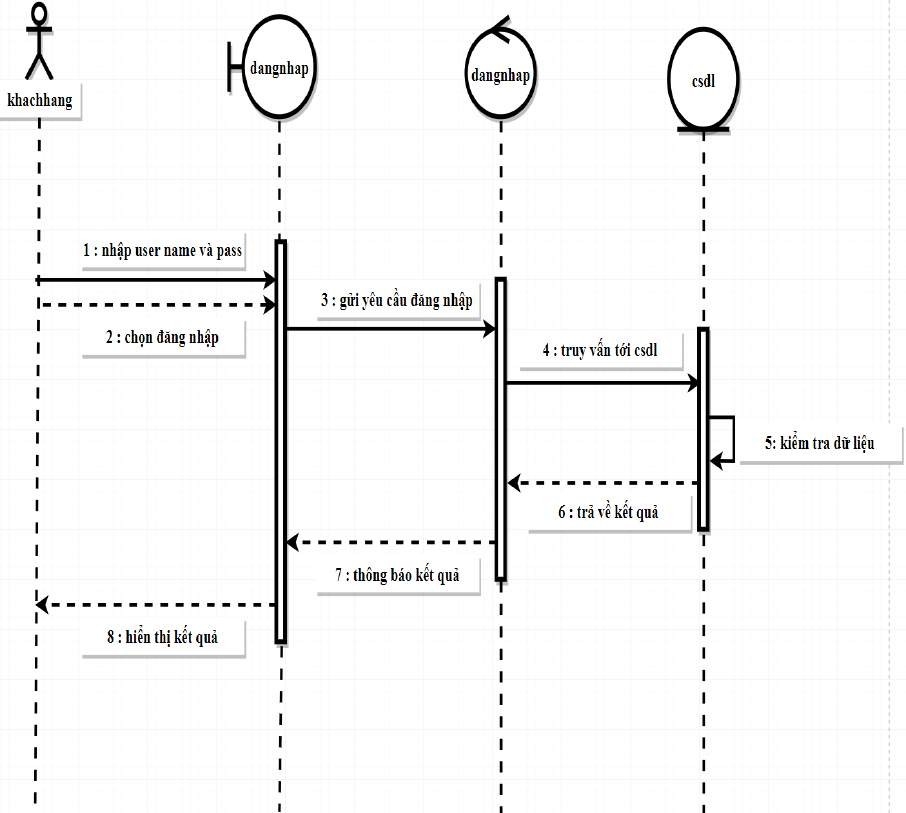 khachhang
dangnhap
dangnhap
csdl
1 : nhập user name và pass
2 : chọn đăng nhập
3 : gửi yêu cầu đăng nhập
4 : truy vấn tới csdl
5: kiểm tra dữ liệu
6 : trả về kết quả
7 : thông báo kết quả
8 : hiển thị kết quả